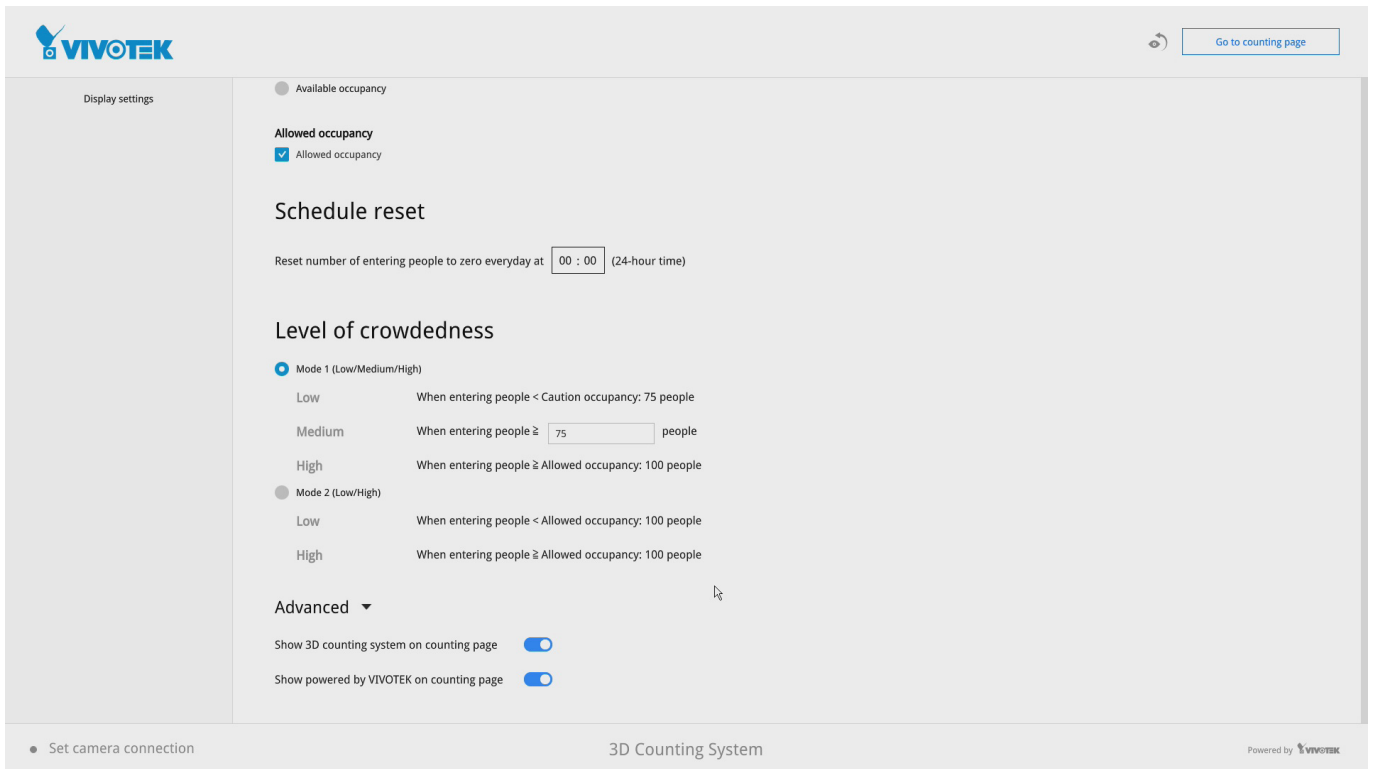 VIVOTEK
Go to counting page
Display settings
Available occupancy
Allowed occupancy
Allowed occupancy
Schedule reset
Reset number of entering people to zero everyday at 00 : 00 (24-hour time)
Level of crowdedness
Mode 1 (Low/Medium/High)
Low When entering people < Caution occupancy: 75 people
Medium When entering people ≧ 75 people
High When entering people ≧ Allowed occupancy: 100 people
Mode 2 (Low/High)
Low When entering people < Allowed occupancy: 100 people
High When entering people ≧ Allowed occupancy: 100 people
Advanced
Show 3D counting system on counting page
Show powered by VIVOTEK on counting page
Set camera connection
3D Counting System
Powered by VIVOTEK